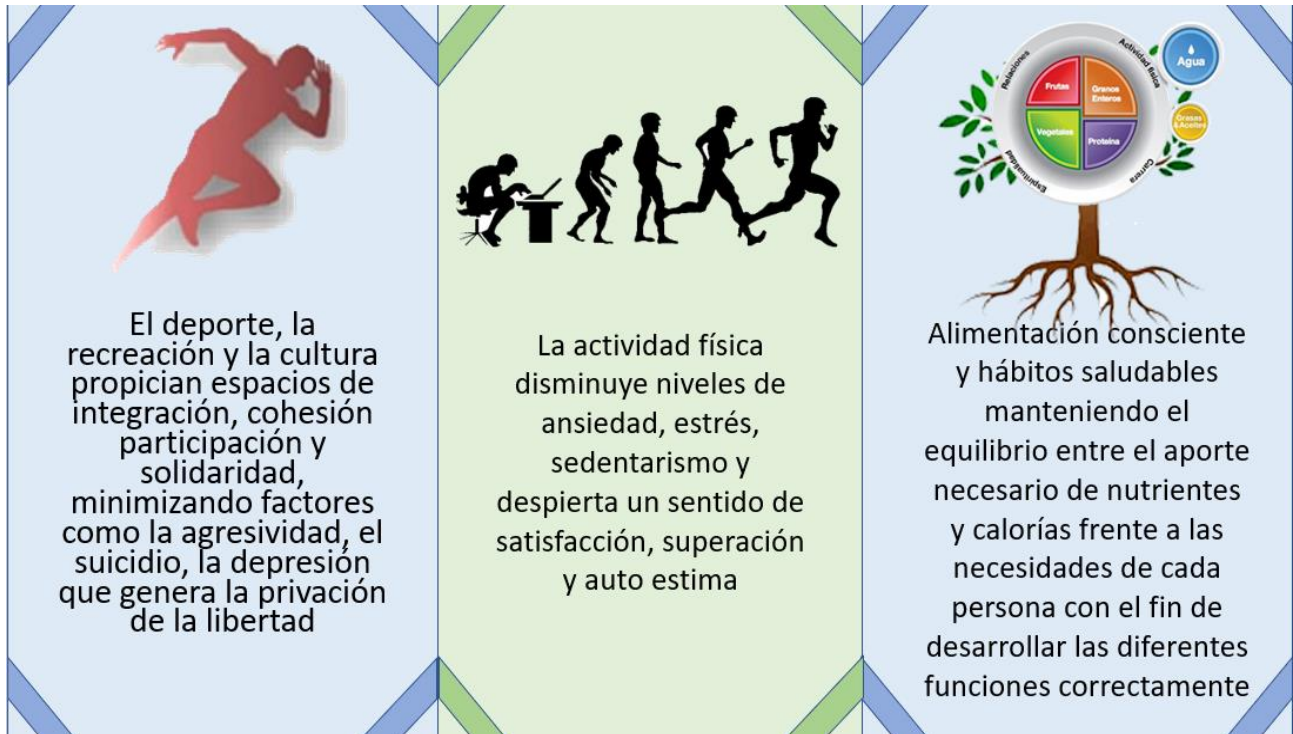 El deporte, la
recreación y la cultura
propician espacios de
integración, cohesión
participación y
solidaridad,
minimizando factores
como la agresividad, el
suicidio, la depresión
que genera la privación
de la libertad
La actividad física
disminuye niveles de
ansiedad, estrés,
sedentarismo y
despierta un sentido de
satisfacción, superación
y auto estima
Relaciones
Actividad física
Agua
Frutas
Granos
Enteros
Grasas
&Aceites
Vegetales
Proteína
Espiritualidad
Carrera
Alimentación consciente
y hábitos saludables
manteniendo el
equilibrio entre el aporte
necesario de nutrientes
y calorías frente a las
necesidades de cada
persona con el fin de
desarrollar las diferentes
funciones correctamente